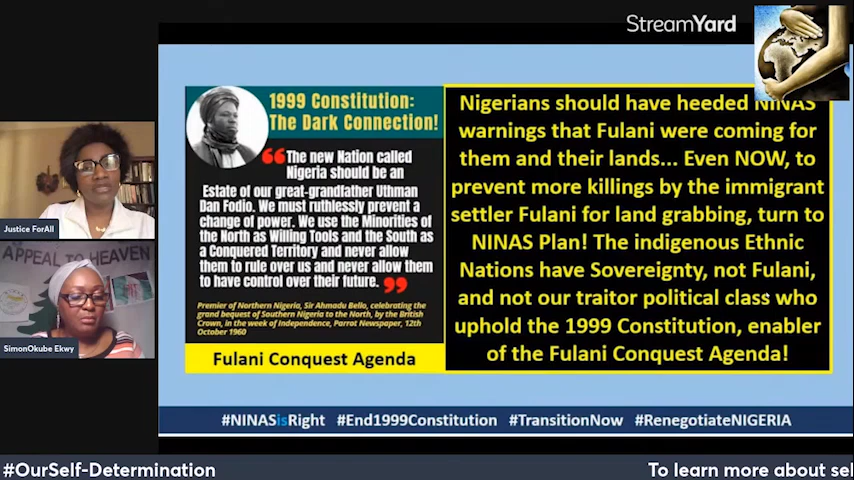 StreamYard
1999 Constitution:
The Dark Connection!
“The new Nation called
Nigeria should be an
Estate of our great-grandfather Uthman
Dan Fodio. We must ruthlessly prevent a
change of power. We use the Minorities of
the North as Willing Tools and the South as
a Conquered Territory and never allow
them to rule over us and never allow them
to have control over their future.”
Premier of Northern Nigeria, Sir Ahmadu Bello, celebrating the
grand bequest of Southern Nigeria to the North, by the British
Crown, in the week of Independence, Parrot Newspaper, 12th
October 1960
Fulani Conquest Agenda
Nigerians should have heeded NINAS
warnings that Fulani were coming for
them and their lands... Even NOW, to
prevent more killings by the immigrant
settler Fulani for land grabbing, turn to
NINAS Plan! The indigenous Ethnic
Nations have Sovereignty, not Fulani,
and not our traitor political class who
uphold the 1999 Constitution, enabler
of the Fulani Conquest Agenda!
Justice ForAll
APPEAL TO HEAVEN
SimonOkube Ekwy
#NINASisRight #End1999Constitution #TransitionNow #RenegotiateNIGERIA
#OurSelf-Determination
To learn more about sel